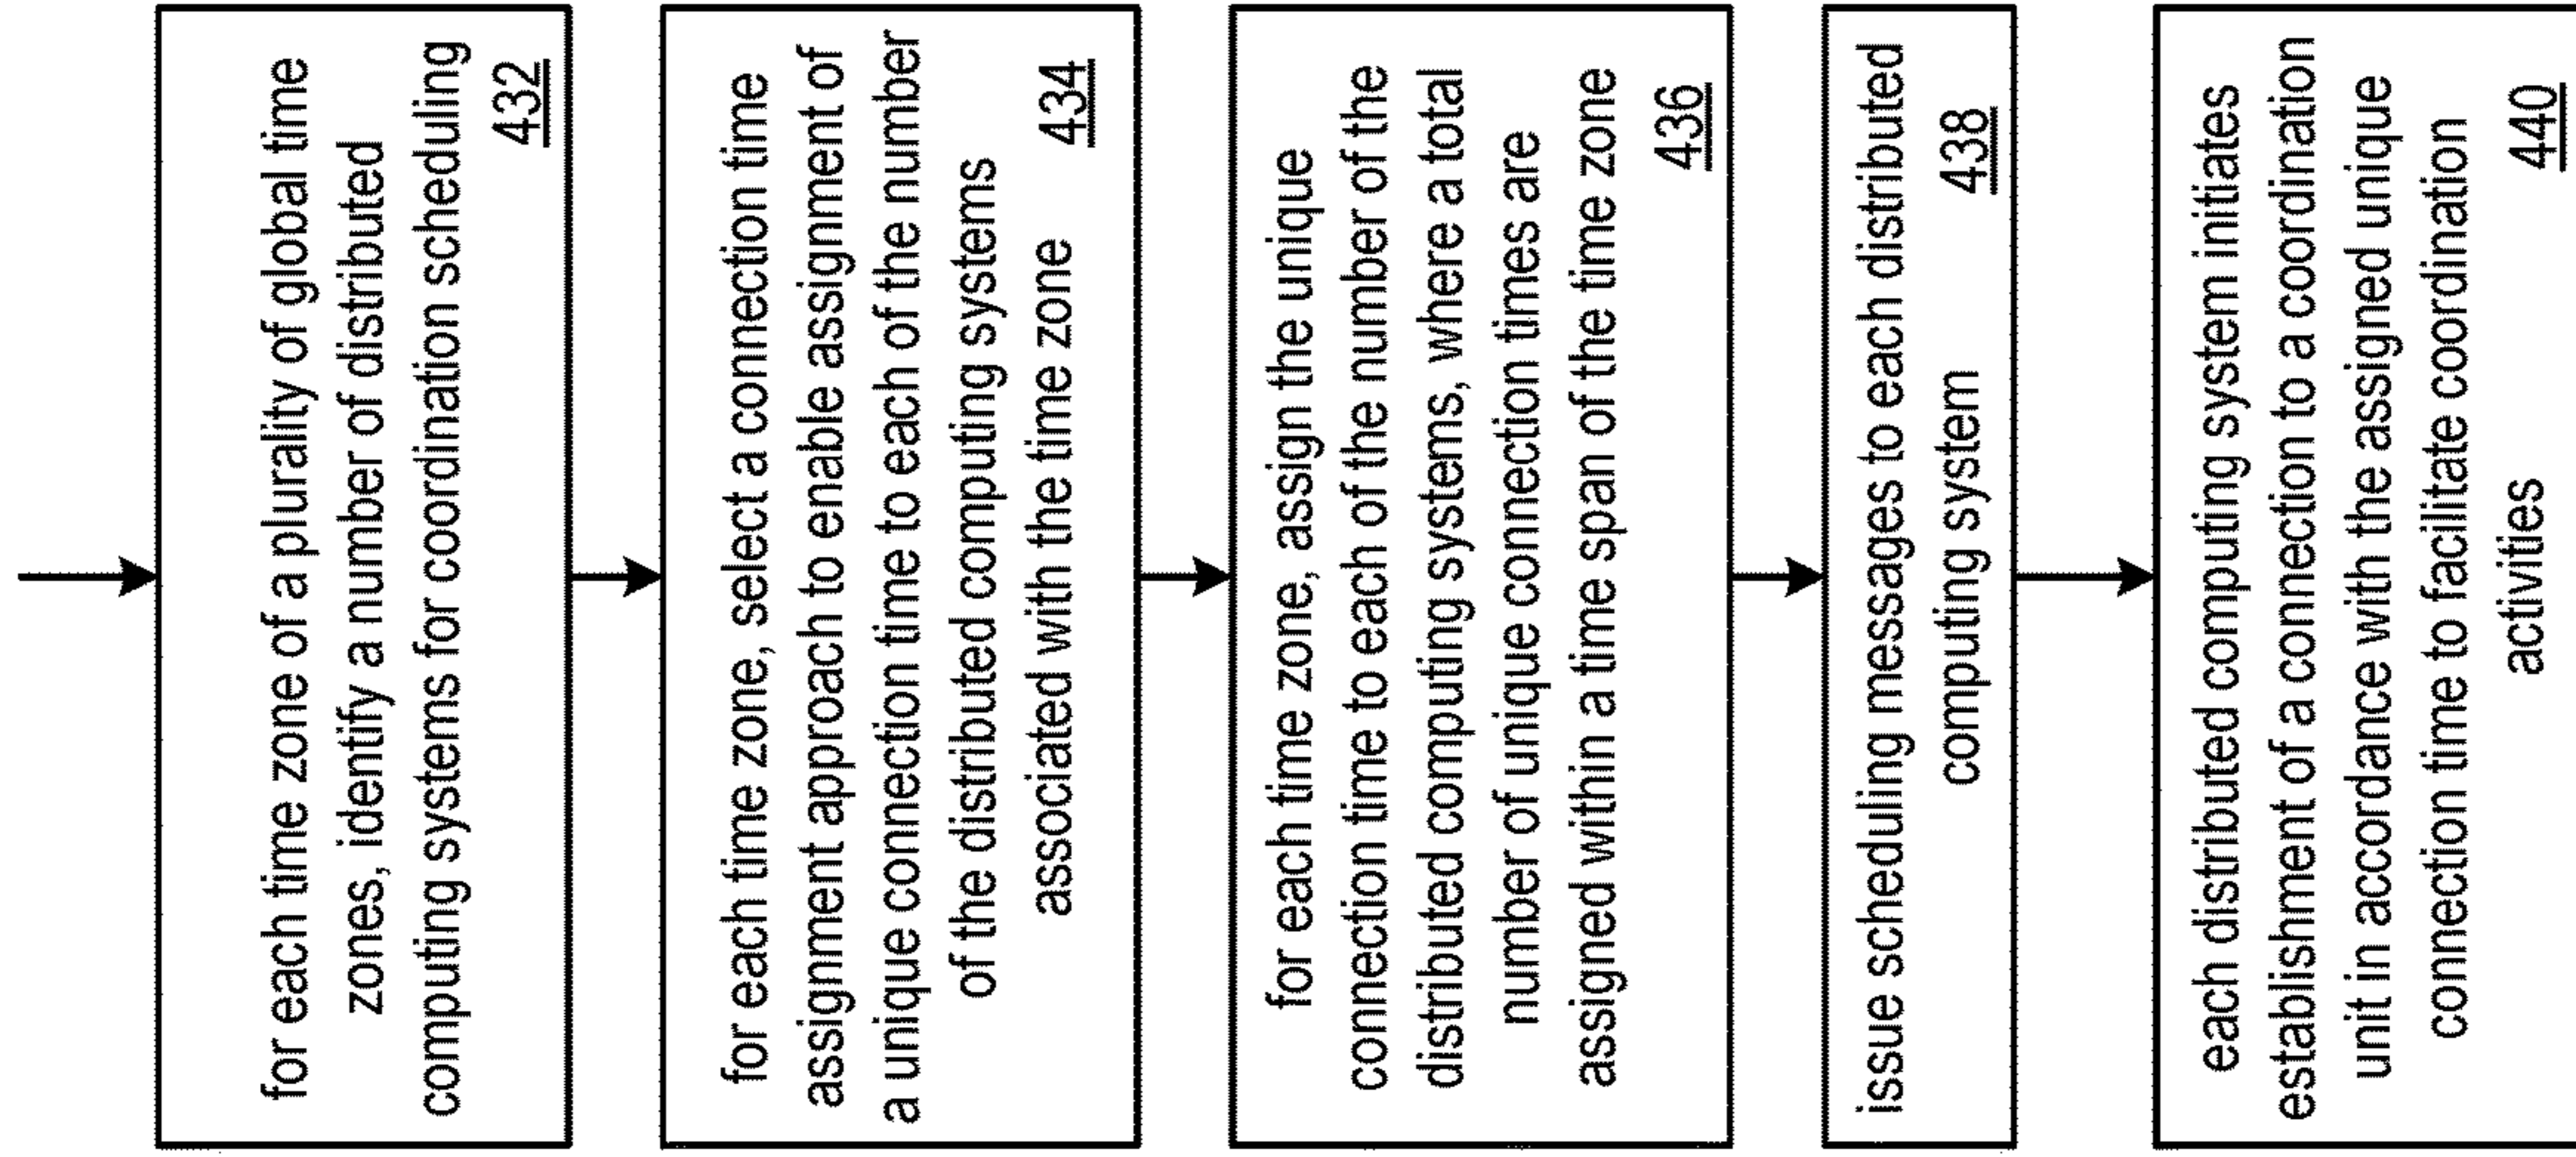 for each time zone of a plurality of global time
zones, identify a number of distributed
computing systems for coordination scheduling
432
for each time zone, select a connection time
assignment approach to enable assignment of
a unique connection time to each of the number
of the distributed computing systems
associated with the time zone 434
for each time zone, assign the unique
connection time to each of the number of the
distributed computing systems, where a total
number of unique connection times are
assigned within a time span of the time zone
436
issue scheduling messages to each distributed
computing system 438
each distributed computing system initiates
establishment of a connection to a coordination
unit in accordance with the assigned unique
connection time to facilitate coordination
activities 440